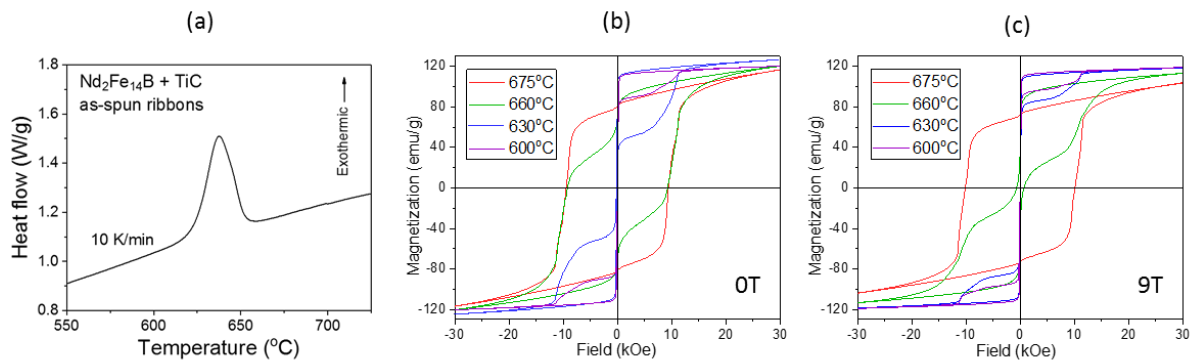 (a)
Nd₂Fe₁₄B + TiC
as-spun ribbons
Exothermic
10 K/min
Heat flow (W/g)
1.8
1.6
1.4
1.2
1.0
0.8
550
600
650
700
Temperature (°C)
(b)
675°C
660°C
630°C
600°C
0T
Magnetization (emu/g)
120
80
40
0
-40
-80
-120
-30
-20
-10
0
10
20
30
Field (kOe)
(c)
675°C
660°C
630°C
600°C
9T
Magnetization (emu/g)
120
80
40
0
-40
-80
-120
-30
-20
-10
0
10
20
30
Field (kOe)